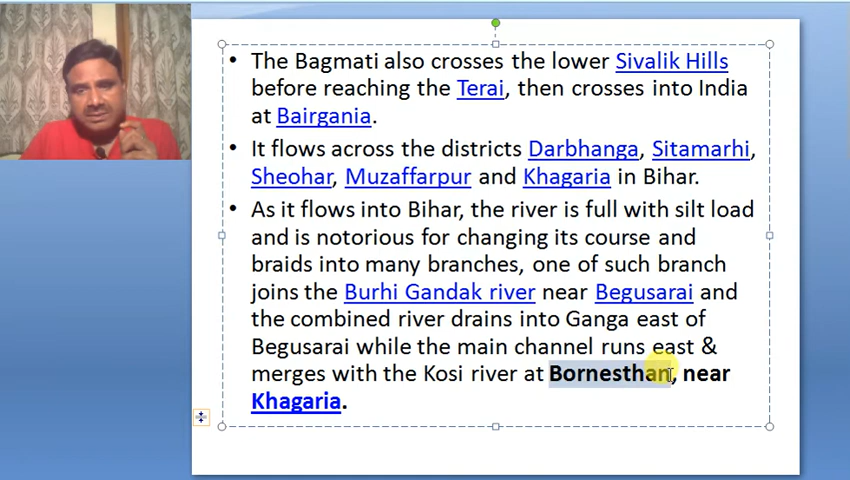 • The Bagmati also crosses the lower Sivalik Hills
before reaching the Terai, then crosses into India
at Bairgania.
• It flows across the districts Darbhanga, Sitamarhi,
Sheohar, Muzaffarpur and Khagaria in Bihar.
• As it flows into Bihar, the river is full with silt load
and is notorious for changing its course and
braids into many branches, one of such branch
joins the Burhi Gandak river near Begusarai and
the combined river drains into Ganga east of
Begusarai while the main channel runs east &
merges with the Kosi river at Bornesthan, near
Khagaria.